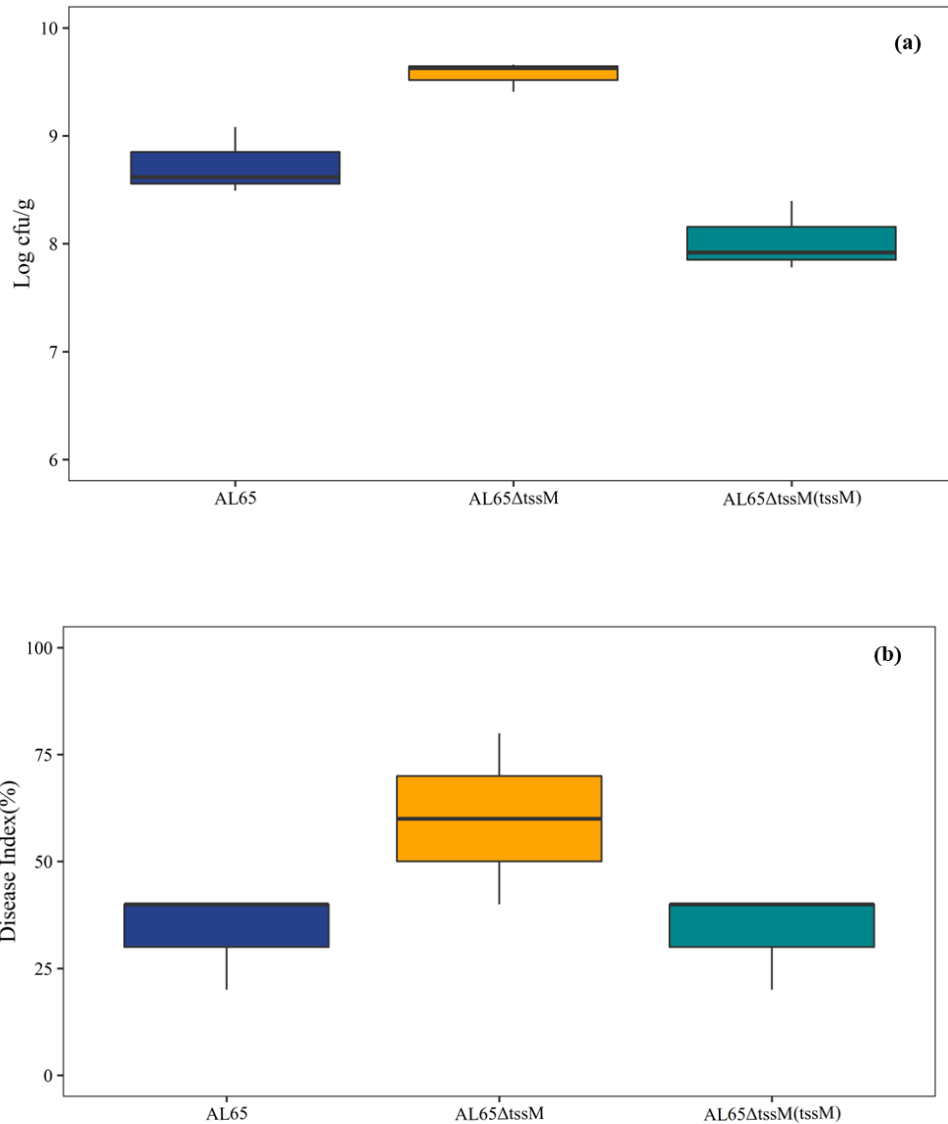 (a)
Log cfu/g
10
9
8
7
6
AL65
AL65ΔtssM
AL65ΔtssM(tssM)
(b)
Disease Index(%)
100
75
50
25
0
AL65
AL65ΔtssM
AL65ΔtssM(tssM)